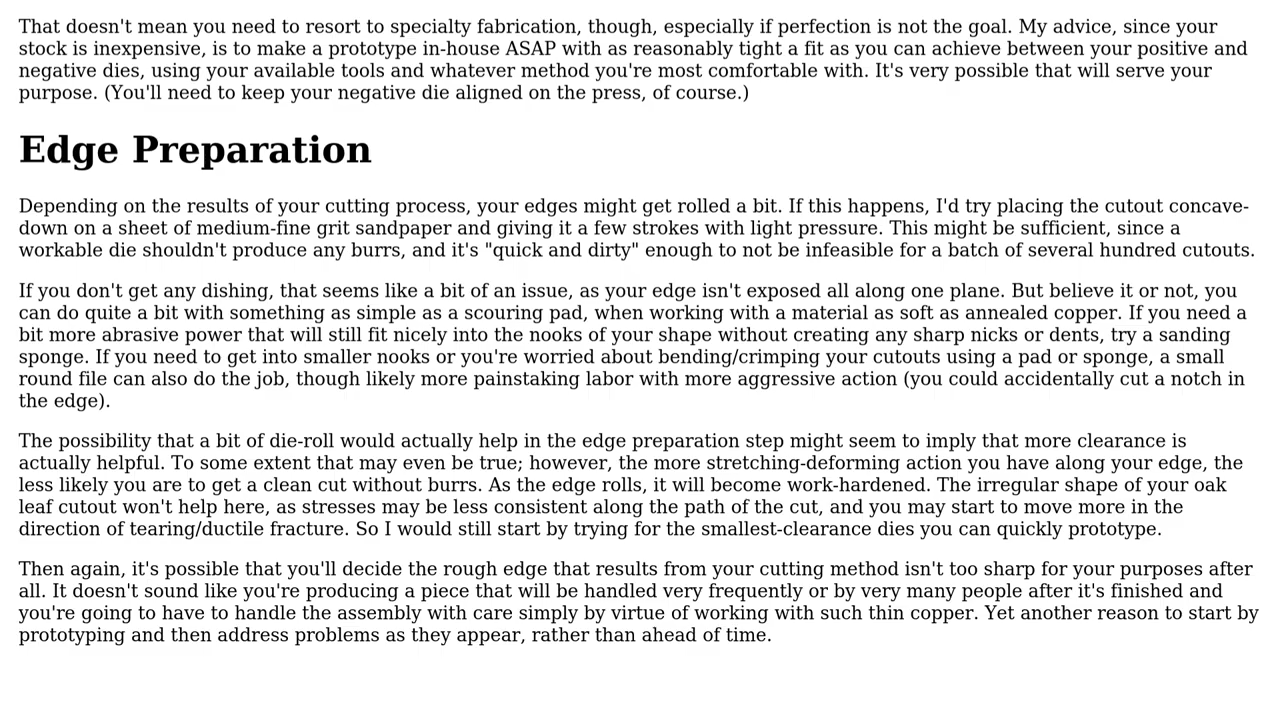 That doesn't mean you need to resort to specialty fabrication, though, especially if perfection is not the goal. My advice, since your
stock is inexpensive, is to make a prototype in-house ASAP with as reasonably tight a fit as you can achieve between your positive and
negative dies, using your available tools and whatever method you're most comfortable with. It's very possible that will serve your
purpose. (You'll need to keep your negative die aligned on the press, of course.)
Edge Preparation
Depending on the results of your cutting process, your edges might get rolled a bit. If this happens, I'd try placing the cutout concave-
down on a sheet of medium-fine grit sandpaper and giving it a few strokes with light pressure. This might be sufficient, since a
workable die shouldn't produce any burrs, and it's "quick and dirty" enough to not be infeasible for a batch of several hundred cutouts.
If you don't get any dishing, that seems like a bit of an issue, as your edge isn't exposed all along one plane. But believe it or not, you
can do quite a bit with something as simple as a scouring pad, when working with a material as soft as annealed copper. If you need a
bit more abrasive power that will still fit nicely into the nooks of your shape without creating any sharp nicks or dents, try a sanding
sponge. If you need to get into smaller nooks or you're worried about bending/crimping your cutouts using a pad or sponge, a small
round file can also do the job, though likely more painstaking labor with more aggressive action (you could accidentally cut a notch in
the edge).
The possibility that a bit of die-roll would actually help in the edge preparation step might seem to imply that more clearance is
actually helpful. To some extent that may even be true; however, the more stretching-deforming action you have along your edge, the
less likely you are to get a clean cut without burrs. As the edge rolls, it will become work-hardened. The irregular shape of your oak
leaf cutout won't help here, as stresses may be less consistent along the path of the cut, and you may start to move more in the
direction of tearing/ductile fracture. So I would still start by trying for the smallest-clearance dies you can quickly prototype.
Then again, it's possible that you'll decide the rough edge that results from your cutting method isn't too sharp for your purposes after
all. It doesn't sound like you're producing a piece that will be handled very frequently or by very many people after it's finished and
you're going to have to handle the assembly with care simply by virtue of working with such thin copper. Yet another reason to start by
prototyping and then address problems as they appear, rather than ahead of time.